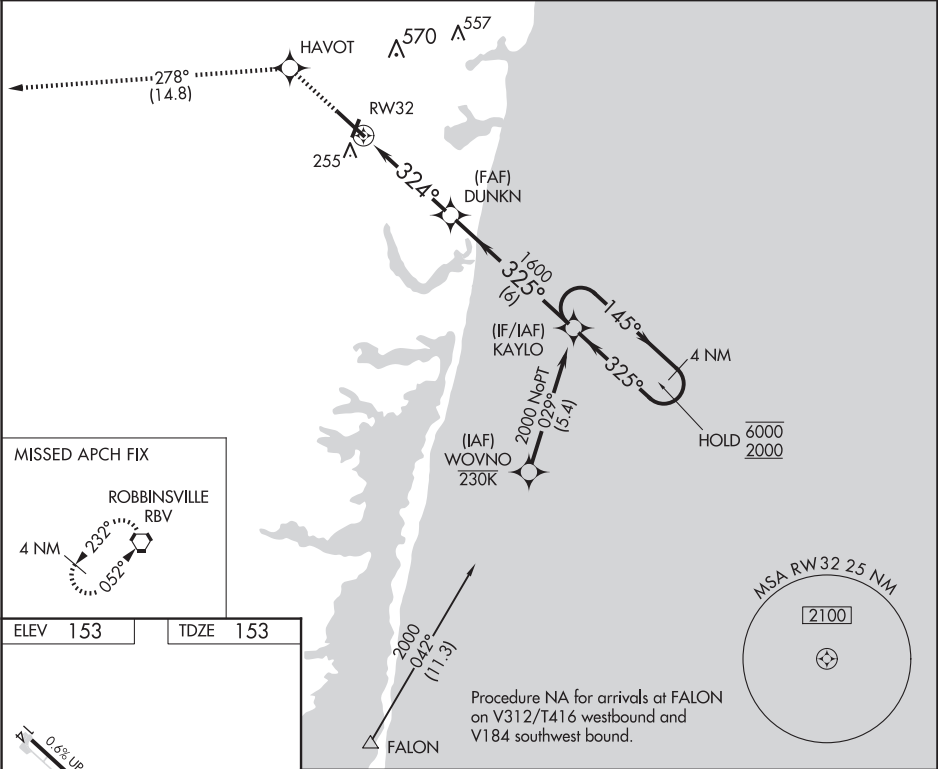 HAVOT
570
557
278°
(14.8)
RW32
255
324°
(FAF)
DUNKN
1600
325°
(6)
(IF/IAF)
KAYLO
145°
4 NM
325°
HOLD 6000
2000
2000 NoPT
029°
(5.4)
(IAF)
WOVNO
230K
MISSED APCH FIX
ROBBINSVILLE
RBV
4 NM
232°
052°
ELEV 153
TDZE 153
MSA RW32 25 NM
2100
2000
042°
(11.3)
Procedure NA for arrivals at FALON
on V312/T416 westbound and
V184 southwest bound.
FALON
14
0.6% UP